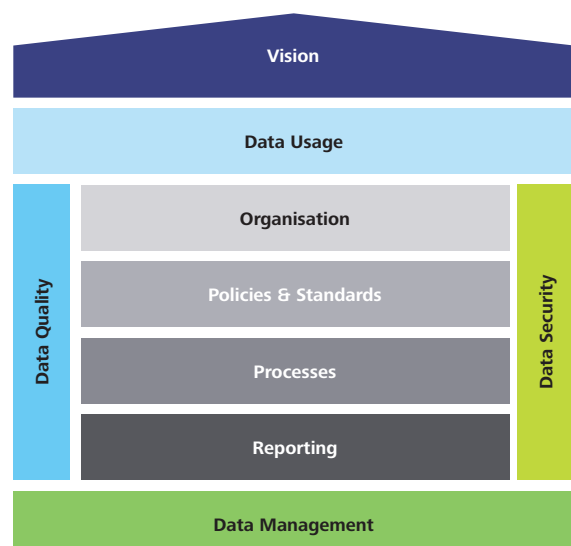 Vision
Data Usage
Data Quality
Organisation
Policies & Standards
Processes
Reporting
Data Security
Data Management